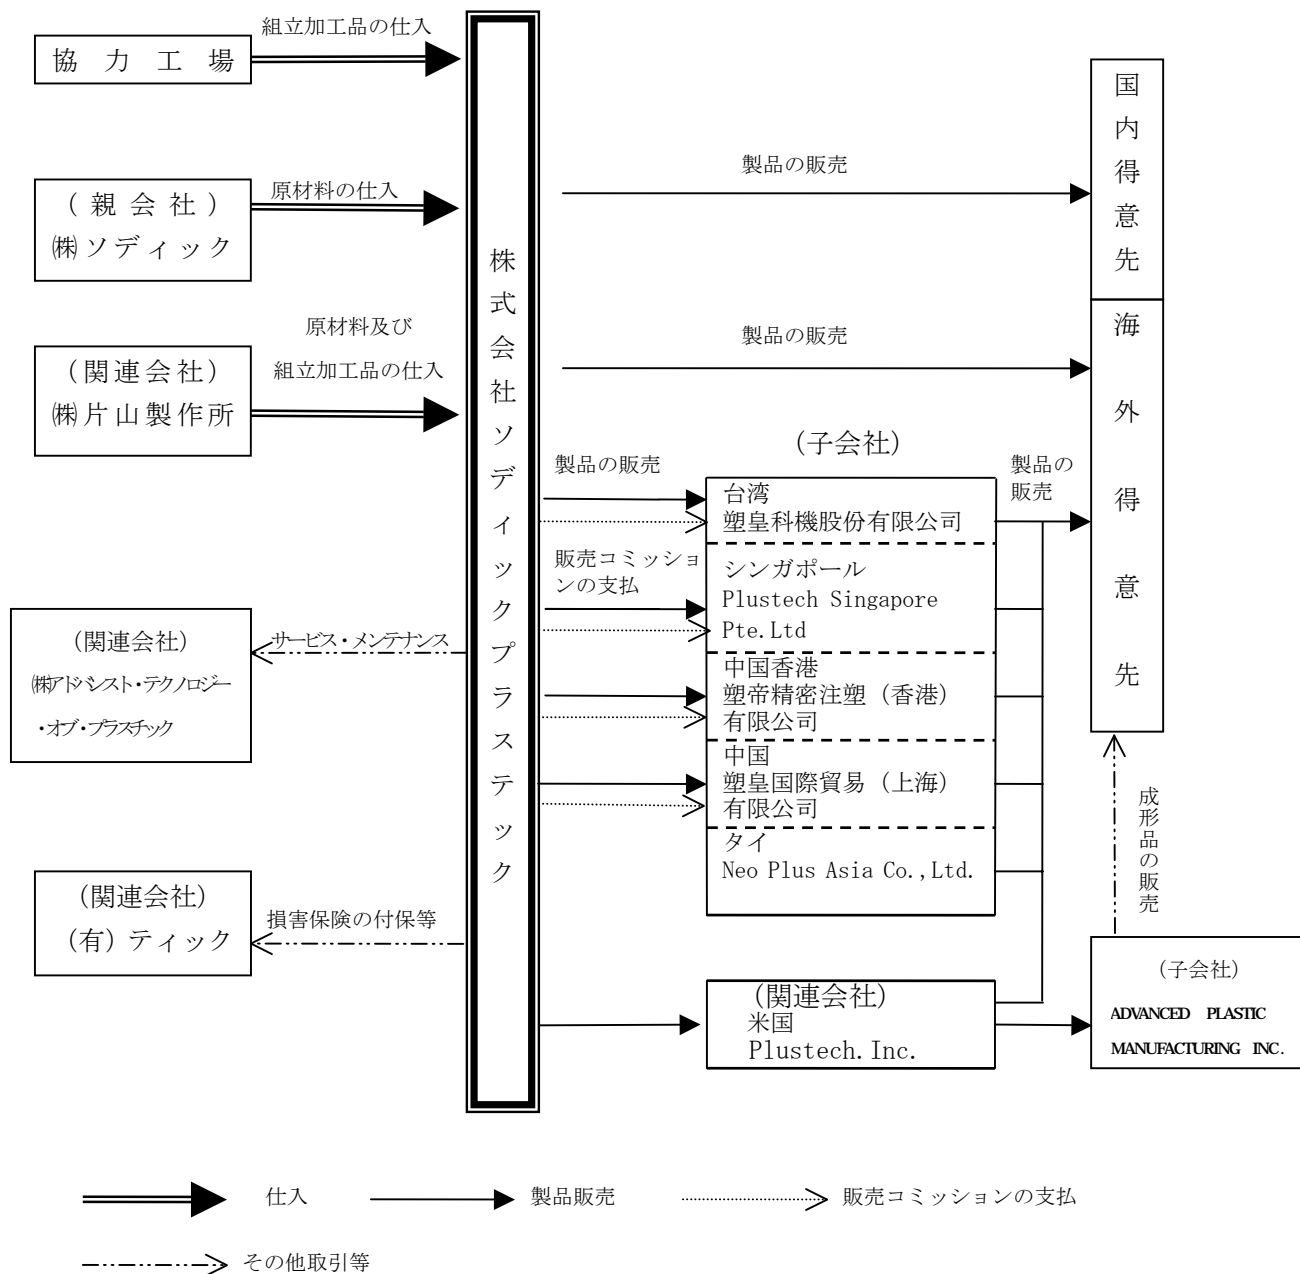 組立加工品の仕入
協力工場
原材料の仕入
（親会社）
㈱ソディック
原材料及び
組立加工品の仕入
（関連会社）
㈱片山製作所
サービス・メンテナンス
（関連会社）
㈱アドバンスト・テクノロジー
・オブ・プラスチック
損害保険の付保等
（関連会社）
（有）ティック
株式会社ソディックプラステック
製品の販売
製品の販売
（子会社）
製品の販売
販売コミッショ
ンの支払
台湾
塑皇科機股份有限公司
シンガポール
Plustech Singapore
Pte.Ltd
中国香港
塑帝精密注塑（香港）
有限公司
中国
塑皇国際貿易（上海）
有限公司
タイ
Neo Plus Asia Co.,Ltd.
（関連会社）
米国
Plustech.Inc.
製品の
販売
国内得意先
海外得意先
成形品の販売
（子会社）
ADVANCED PLASTIC
MANUFACTURING INC.
仕入
製品販売
販売コミッションの支払
その他取引等